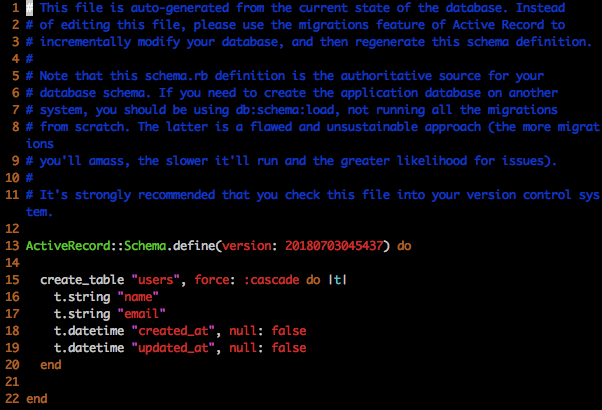 1 # This file is auto-generated from the current state of the database. Instead
2 # of editing this file, please use the migrations feature of Active Record to
3 # incrementally modify your database, and then regenerate this schema definition.
4 #
5 # Note that this schema.rb definition is the authoritative source for your
6 # database schema. If you need to create the application database on another
7 # system, you should be using db:schema:load, not running all the migrations
8 # from scratch. The latter is a flawed and unsustainable approach (the more migrat
ions
9 # you'll amass, the slower it'll run and the greater likelihood for issues).
10 #
11 # It's strongly recommended that you check this file into your version control sys
tem.
12
13 ActiveRecord::Schema.define(version: 20180703045437) do
14
15   create_table "users", force: :cascade do |t|
16     t.string "name"
17     t.string "email"
18     t.datetime "created_at", null: false
19     t.datetime "updated_at", null: false
20   end
21
22 end